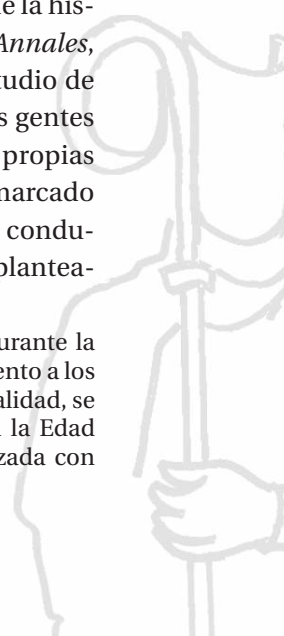 e la his-
Annales,
tudio de
s gentes
propias
marcado
condu-
plantea-
urante la
ento a los
alidad, se
la Edad
zada con